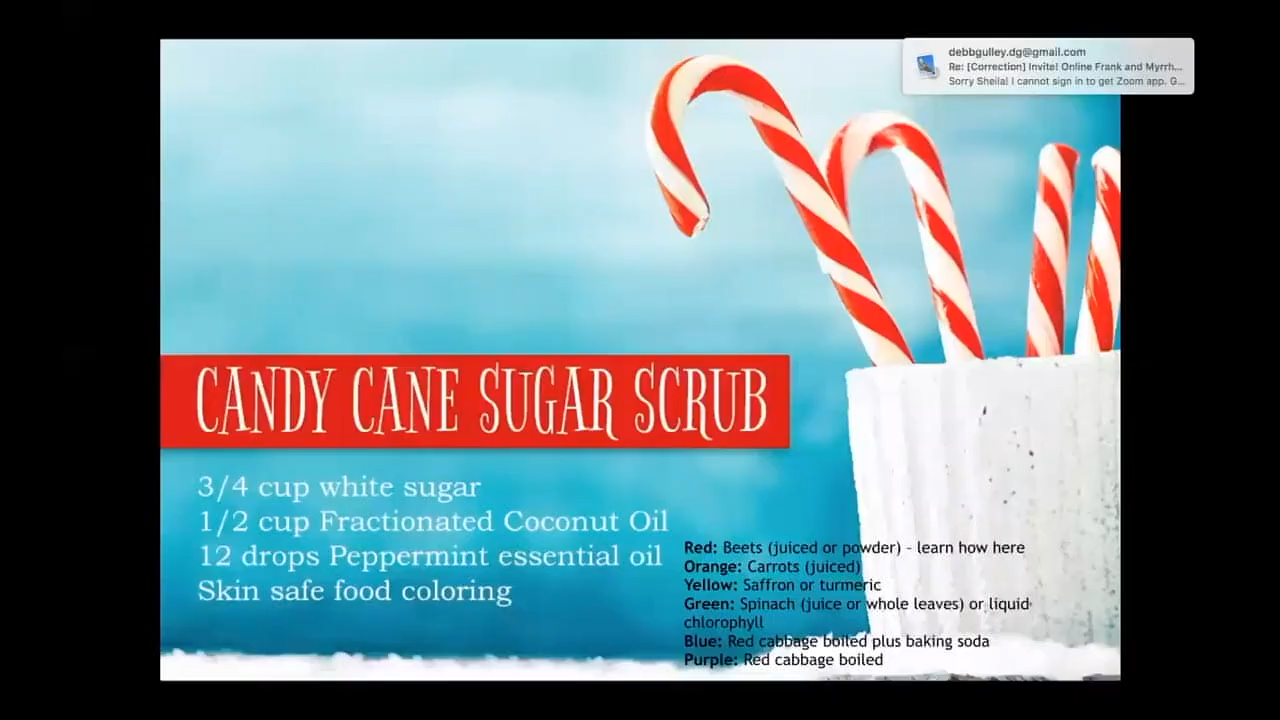 debbgulley.dg@gmail.com
Re: [Correction] Invite! Online Frank and Myrrh...
Sorry Sheila! I cannot sign in to get Zoom app. G...
CANDY CANE SUGAR SCRUB
3/4 cup white sugar
1/2 cup Fractionated Coconut Oil
12 drops Peppermint essential oil
Skin safe food coloring
Red: Beets (juiced or powder) - learn how here
Orange: Carrots (juiced)
Yellow: Saffron or turmeric
Green: Spinach (juice or whole leaves) or liquid
chlorophyll
Blue: Red cabbage boiled plus baking soda
Purple: Red cabbage boiled